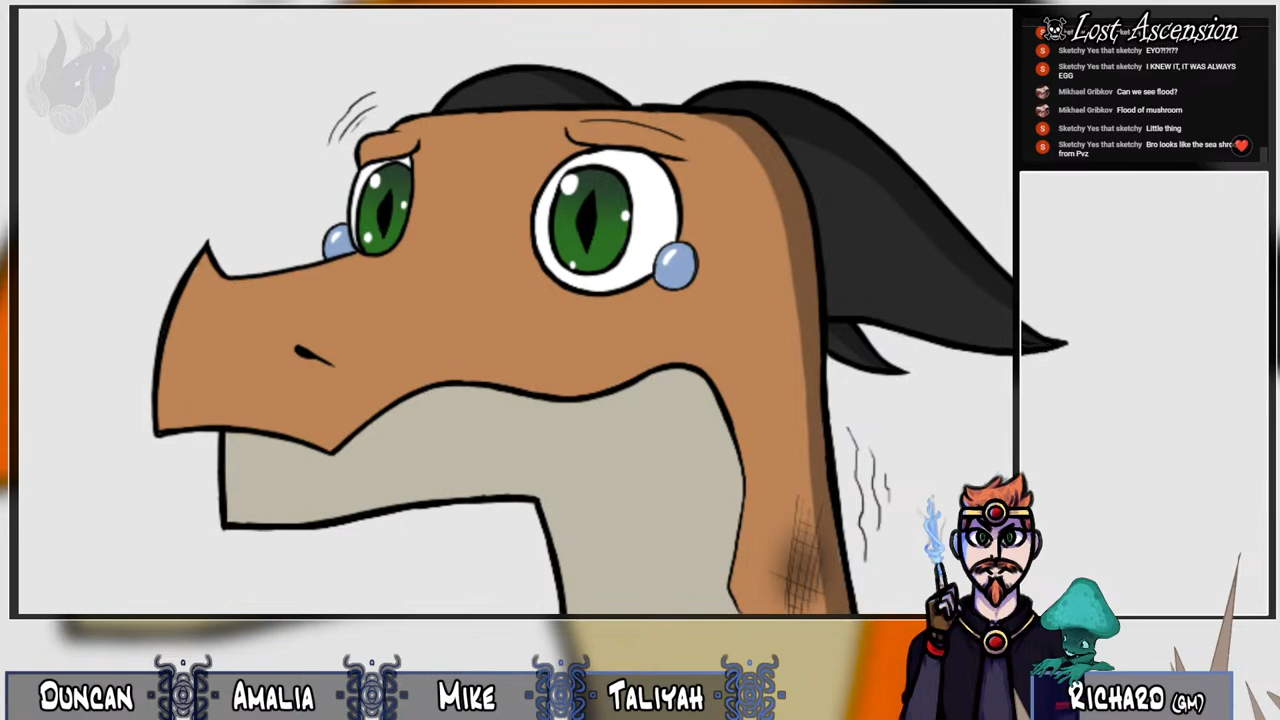 Lost Ascension
Sketchy Yes that sketchy EYO?!?!??
Sketchy Yes that sketchy I KNEW IT, IT WAS ALWAYS
EGG
Mikhael Gribkov Can we see flood?
Mikhael Gribkov Flood of mushroom
Sketchy Yes that sketchy Little thing
Sketchy Yes that sketchy Bro looks like the sea
from Pvz
S
S
S
S
DUNCAN
AMALIA
MIKE
TALIYAH
RICHARD (GM)